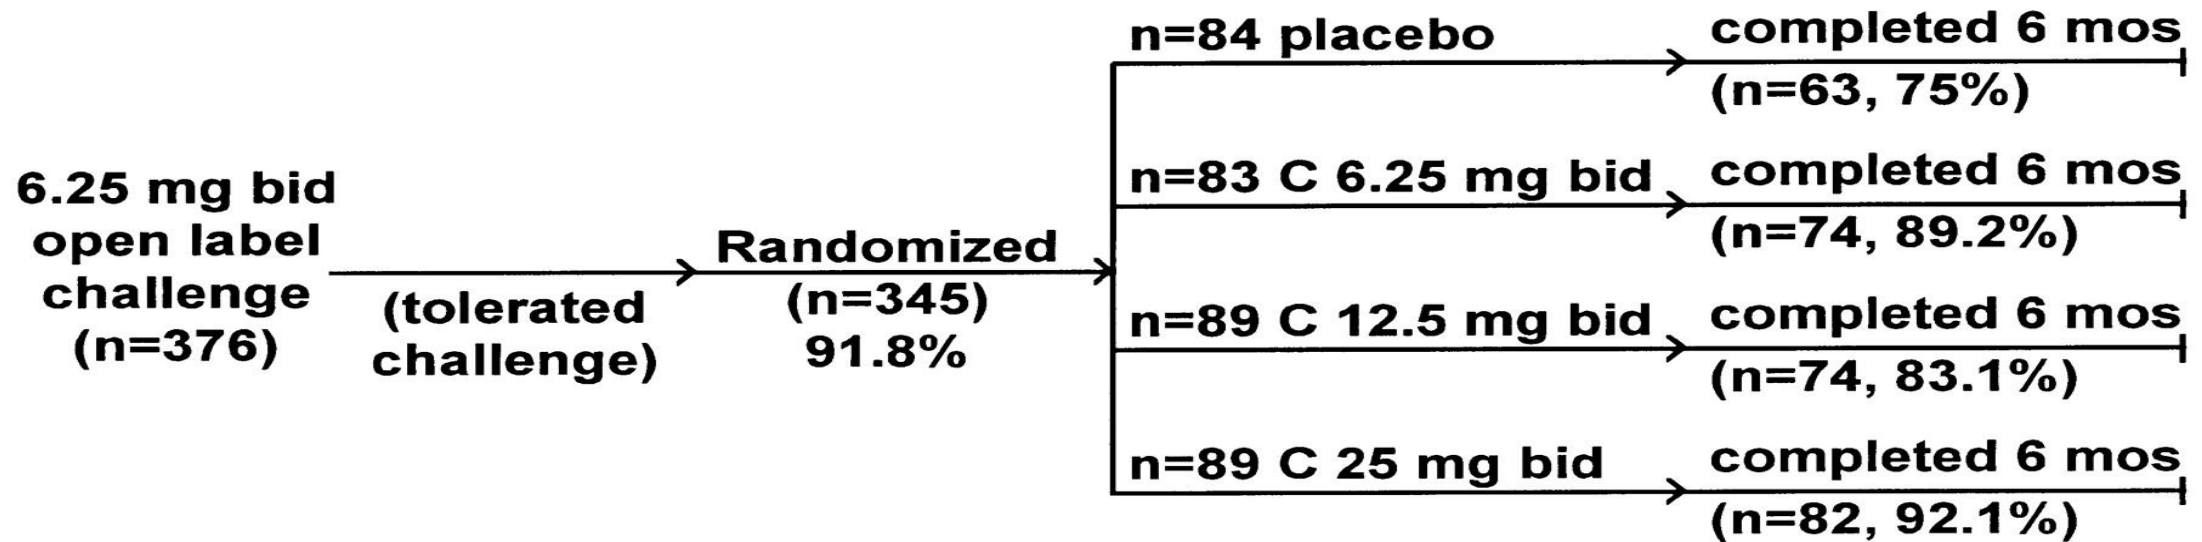 6.25 mg bid
open label
challenge
(n=376)
(tolerated
challenge)
Randomized
(n=345)
91.8%
n=84 placebo
completed 6 mos
(n=63, 75%)
n=83 C 6.25 mg bid
completed 6 mos
(n=74, 89.2%)
n=89 C 12.5 mg bid
completed 6 mos
(n=74, 83.1%)
n=89 C 25 mg bid
completed 6 mos
(n=82, 92.1%)